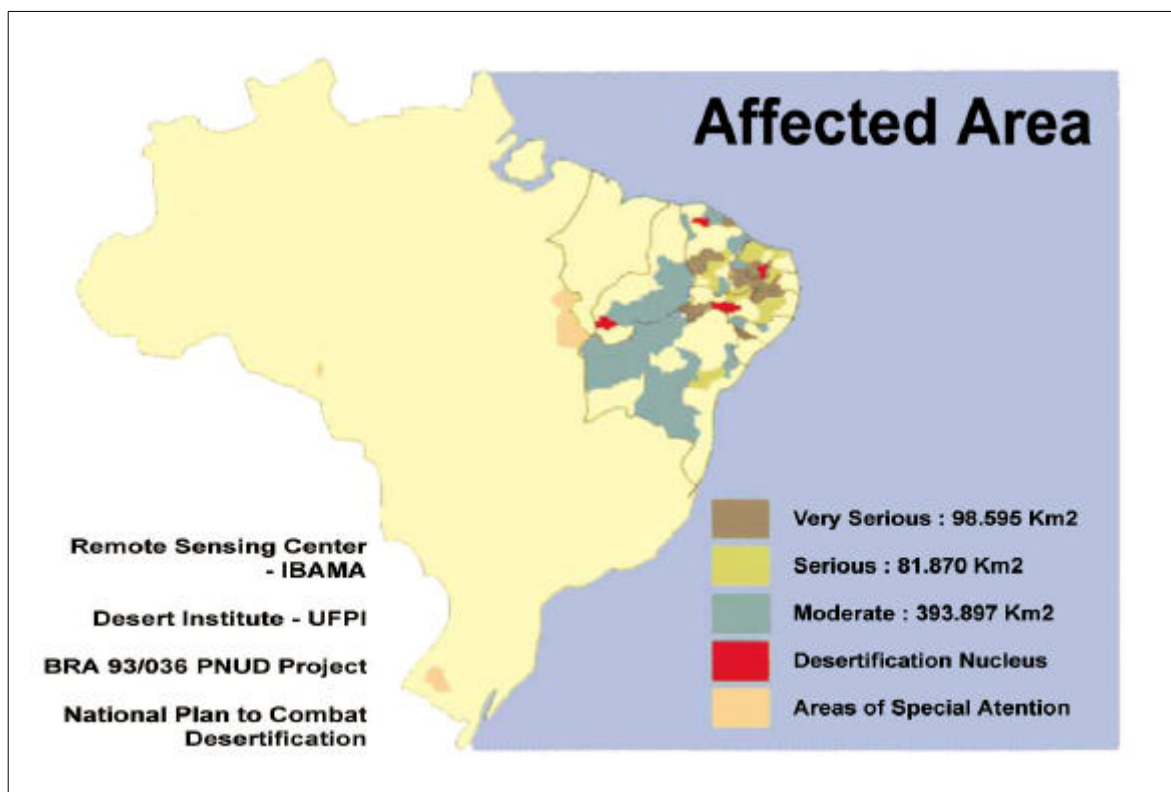 Affected Area
Very Serious : 98.595 Km2
Serious : 81.870 Km2
Moderate : 393.897 Km2
Desertification Nucleus
Areas of Special Atention
Remote Sensing Center
- IBAMA
Desert Institute - UFPI
BRA 93/036 PNUD Project
National Plan to Combat
Desertification